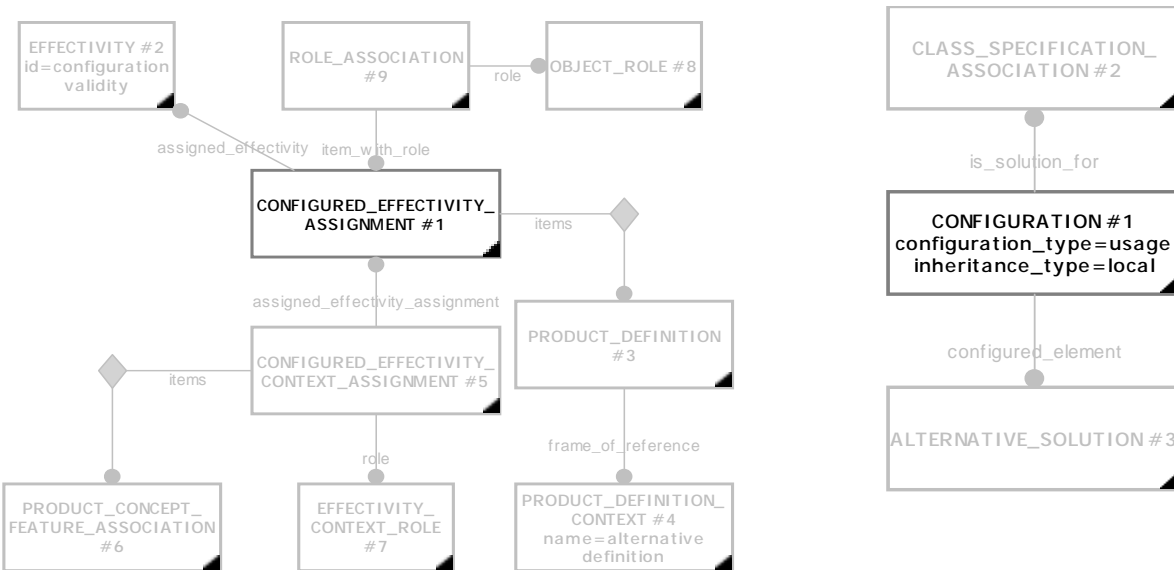 EFFECTIVITY #2
id=configuration
validity
ROLE_ASSOCIATION
#9
role
OBJECT_ROLE #8
assigned_effectivity
item_with_role
CONFIGURED_EFFECTIVITY_
ASSIGNMENT #1
items
assigned_effectivity_assignment
PRODUCT_DEFINITION
#3
CONFIGURED_EFFECTIVITY_
CONTEXT_ASSIGNMENT #5
items
role
frame_of_reference
PRODUCT_CONCEPT_
FEATURE_ASSOCIATION
#6
EFFECTIVITY_
CONTEXT_ROLE
#7
PRODUCT_DEFINITION_
CONTEXT #4
name=alternative
definition
CLASS_SPECIFICATION_
ASSOCIATION #2
is_solution_for
CONFIGURATION #1
configuration_type=usage
inheritance_type=local
configured_element
ALTERNATIVE_SOLUTION #3